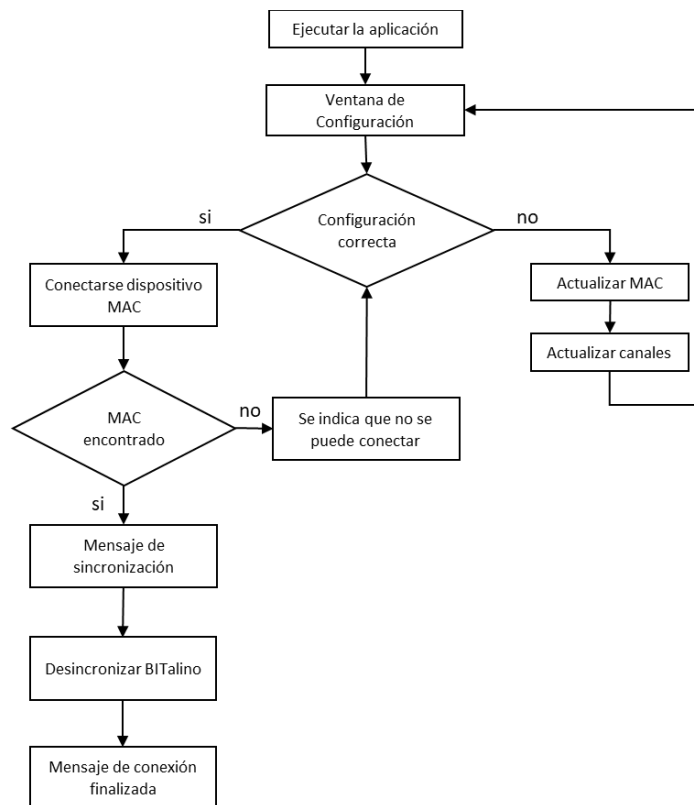 Ejecutar la aplicación
Ventana de
Configuración
si
Configuración
correcta
no
Conectarse dispositivo
MAC
Actualizar MAC
Actualizar canales
MAC
encontrado
no
Se indica que no se
puede conectar
si
Mensaje de
sincronización
Desincronizar BITalino
Mensaje de conexión
finalizada